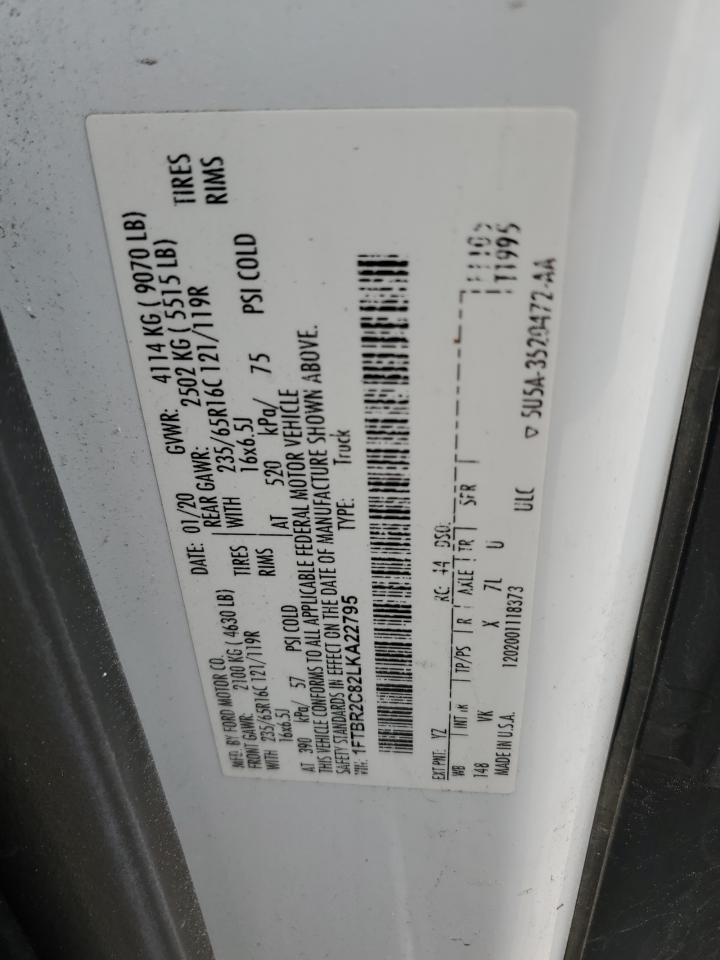 MFD. BY FORD MOTOR CO.
DATE: 01/20 GVWR: 4114 KG ( 9070 LB)
FRONT GAWR: 2100 KG ( 4630 LB)
REAR GAWR: 2502 KG ( 5515 LB)
WITH 235/65R16C 121/119R TIRES
WITH 235/65R16C 121/119R TIRES
16x6.5J RIMS
16x6.5J RIMS
AT 390 kPa/ 57 PSI COLD
AT 520 kPa/ 75 PSI COLD
THIS VEHICLE CONFORMS TO ALL APPLICABLE FEDERAL MOTOR VEHICLE
SAFETY STANDARDS IN EFFECT ON THE DATE OF MANUFACTURE SHOWN ABOVE.
VIN: 1FTBR2C82LKA22795
TYPE: Truck
EXT PNT: YZ RC: 44 DSO:
WB INT TR TP/PS R AXLE TR SFR
148 VK X 7L U
T1995
MADE IN U.S.A. 1202001118373 ULC
▽ 5U5A-3520472-AA